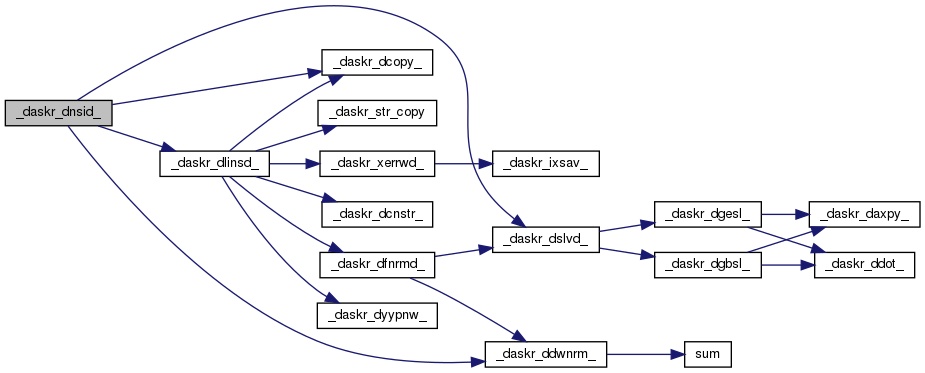 _daskr_dnsid_
_daskr_dcopy_
_daskr_str_copy
_daskr_dlinsd_
_daskr_xerrwd_
_daskr_ixsav_
_daskr_dcnstr_
_daskr_dgesl_
_daskr_daxpy_
_daskr_dslvd_
_daskr_dfnrmd_
_daskr_dgbsl_
_daskr_ddot_
_daskr_dyypnw_
_daskr_ddwnrm_
sum